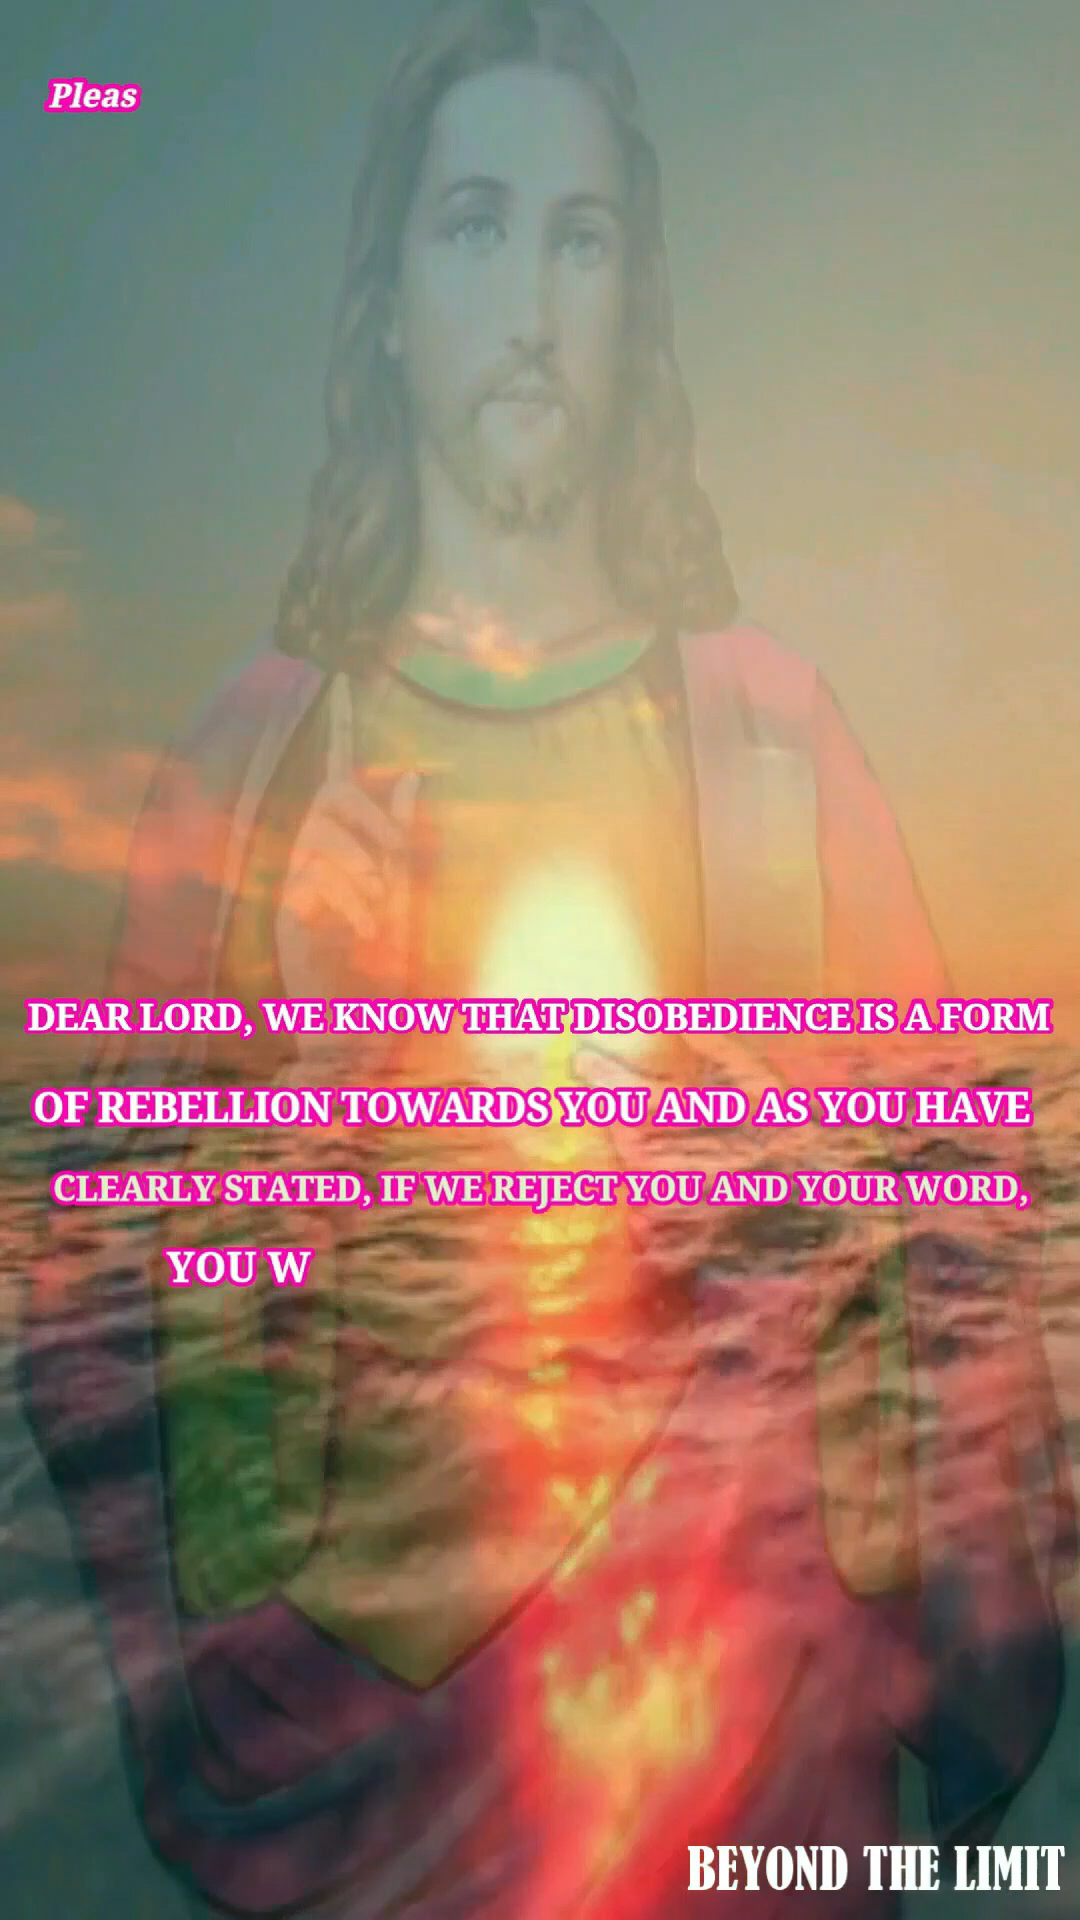 Pleas
DEAR LORD, WE KNOW THAT DISOBEDIENCE IS A FORM
OF REBELLION TOWARDS YOU AND AS YOU HAVE
CLEARLY STATED, IF WE REJECT YOU AND YOUR WORD,
YOU W
BEYOND THE LIMIT